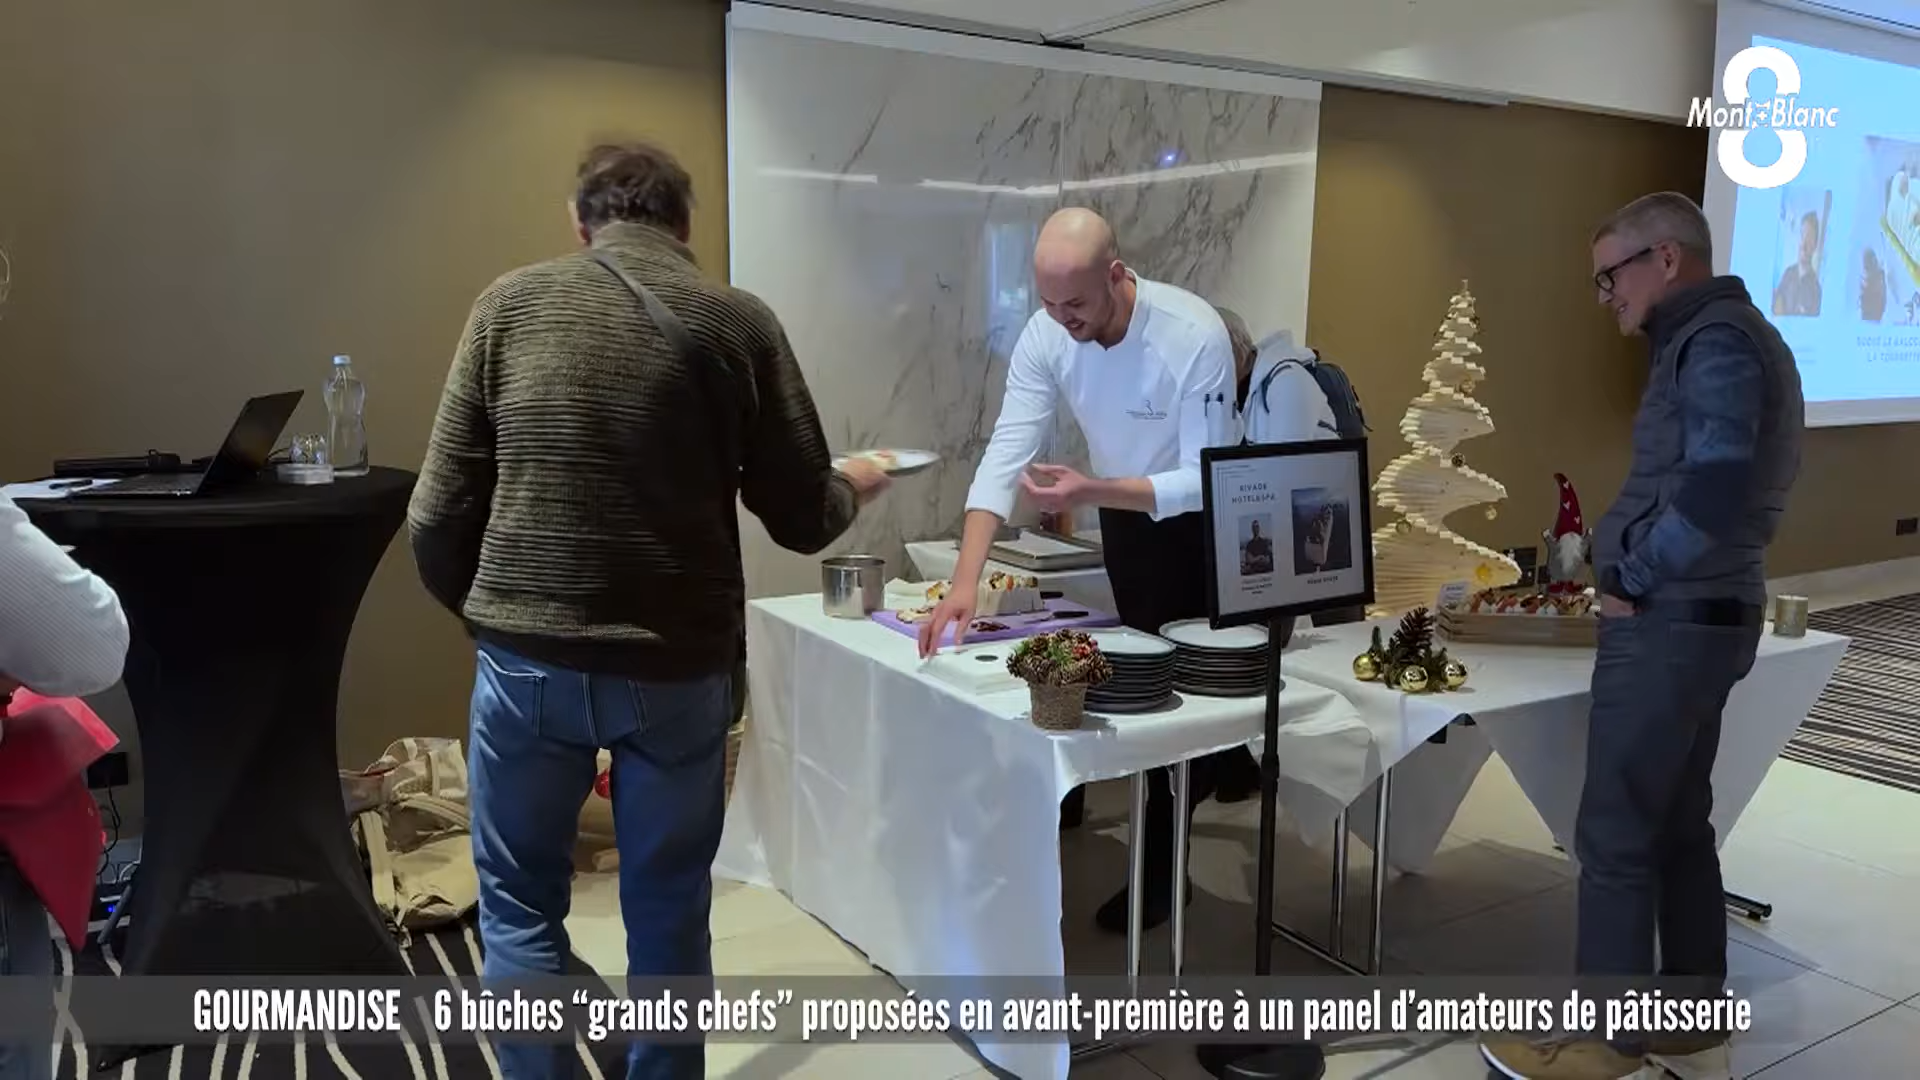 8
Mont-Blanc
RIVAGE
HOTEL&SPA
GOURMANDISE 6 bûches “grands chefs” proposées en avant-première à un panel d’amateurs de pâtisserie